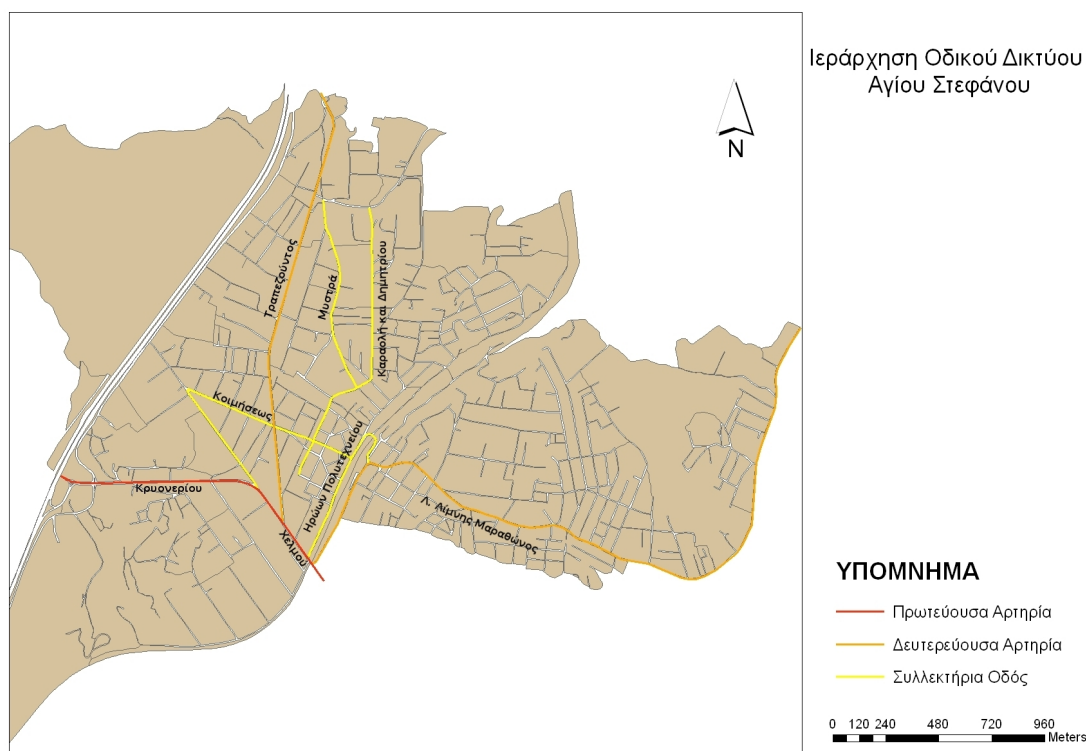 Ιεράρχηση Οδικού Δικτύου
Αγίου Στεφάνου
N
Τραπεζούντος
Μυστρά
Καραολή και Δημητρίου
Κοιμήσεως
Ηρώων Πολυτεχνείου
Κρυονερίου
Χελμού
Λ. Λίμνης Μαραθώνος
ΥΠΟΜΝΗΜΑ
Πρωτεύουσα Αρτηρία
Δευτερεύουσα Αρτηρία
Συλλεκτήρια Οδός
0 120 240 480 720 960
Meters